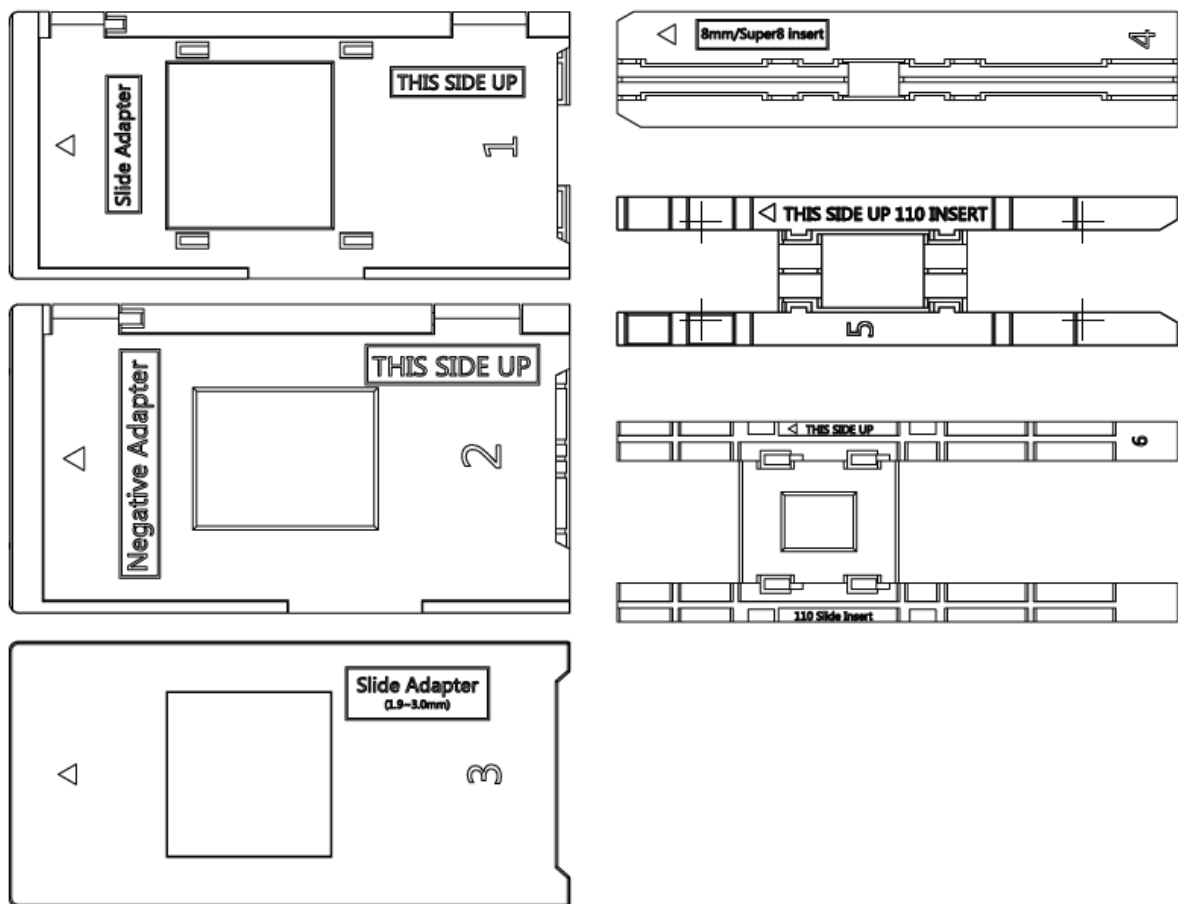 Slide Adapter
THIS SIDE UP
1
Negative Adapter
THIS SIDE UP
2
Slide Adapter
(1.9~3.0mm)
3
8mm/Super8 insert
4
THIS SIDE UP 110 INSERT
5
THIS SIDE UP
6
110 Slide Insert